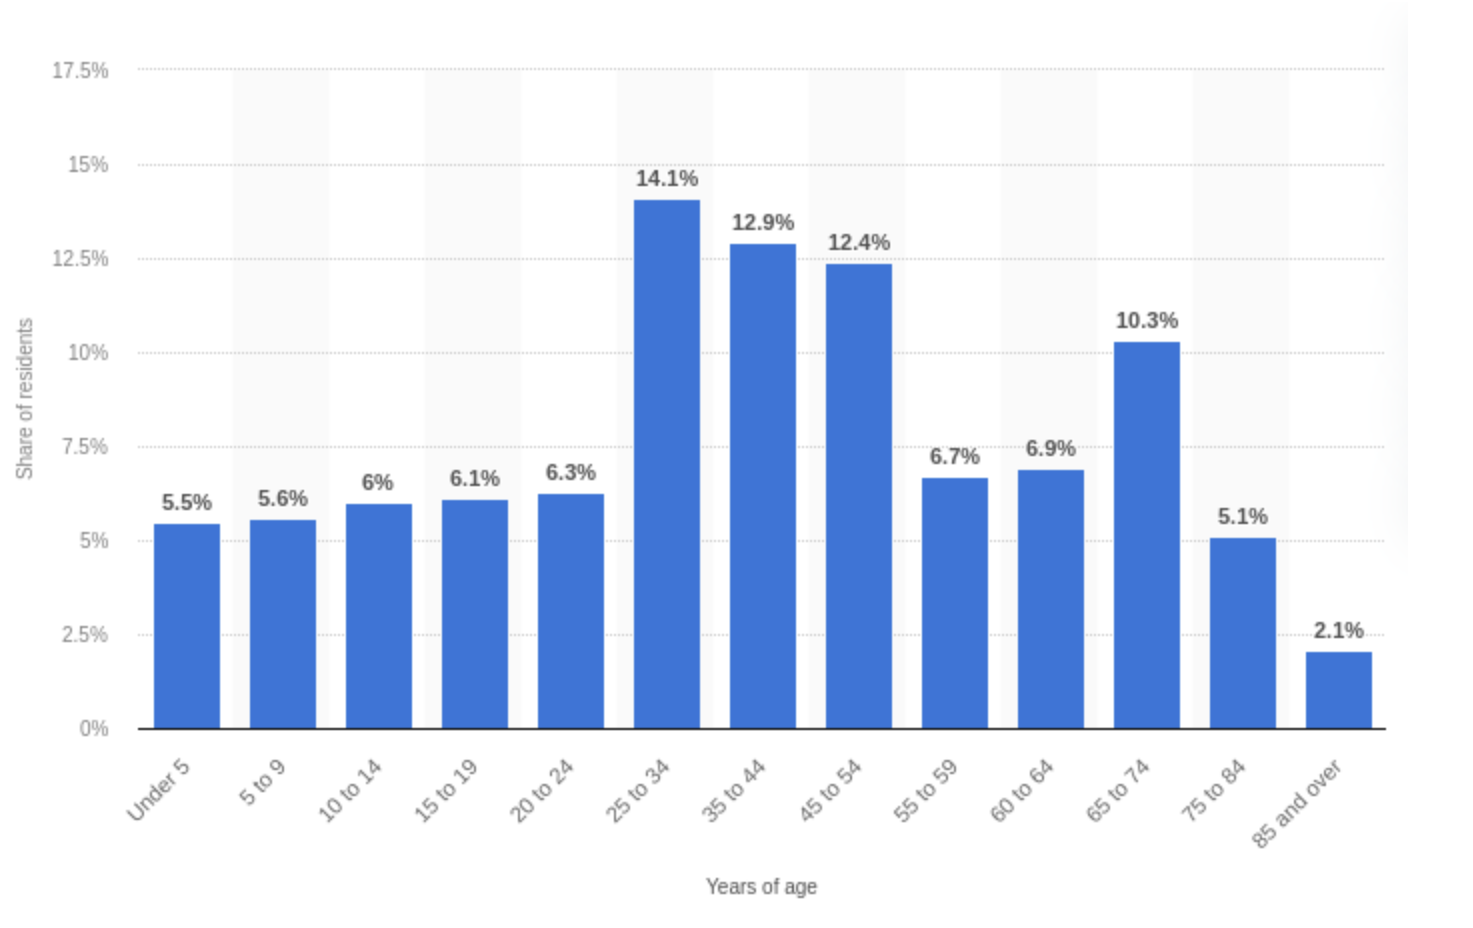 17.5%
15%
12.5%
10%
7.5%
5%
2.5%
0%
Share of residents
5.5%
5.6%
6%
6.1%
6.3%
14.1%
12.9%
12.4%
6.7%
6.9%
10.3%
5.1%
2.1%
Under 5
5 to 9
10 to 14
15 to 19
20 to 24
25 to 34
35 to 44
45 to 54
55 to 59
60 to 64
65 to 74
75 to 84
85 and over
Years of age